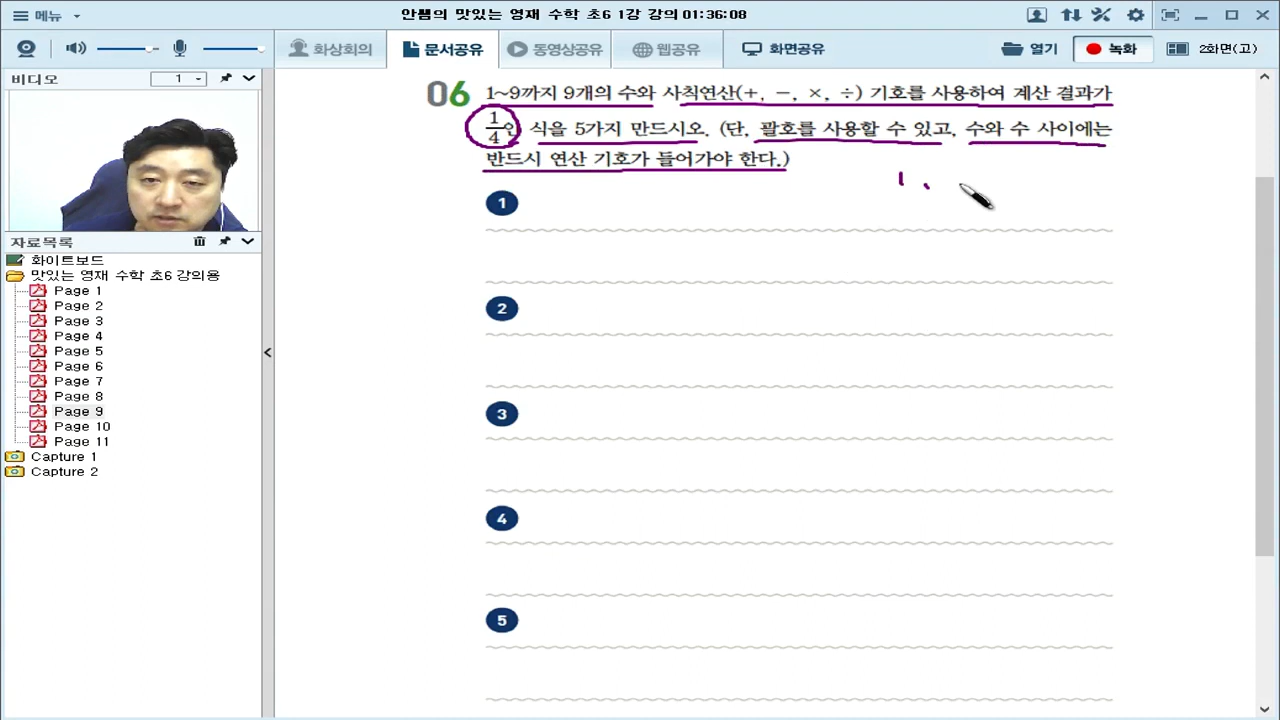 메뉴
안쌤의 맛있는 영재 수학 초6 1강 강의 01:36:08
화상회의
문서공유
동영상공유
웹공유
화면공유
열기
녹화
2화면(고)
비디오
1
자료목록
화이트보드
맛있는 영재 수학 초6 강의용
Page 1
Page 2
Page 3
Page 4
Page 5
Page 6
Page 7
Page 8
Page 9
Page 10
Page 11
Capture 1
Capture 2
06 1~9까지 9개의 수와 사칙연산(+, −, ×, ÷) 기호를 사용하여 계산 결과가
1/4인 식을 5가지 만드시오. (단, 괄호를 사용할 수 있고, 수와 수 사이에는
반드시 연산 기호가 들어가야 한다.)
1 .
1
2
3
4
5